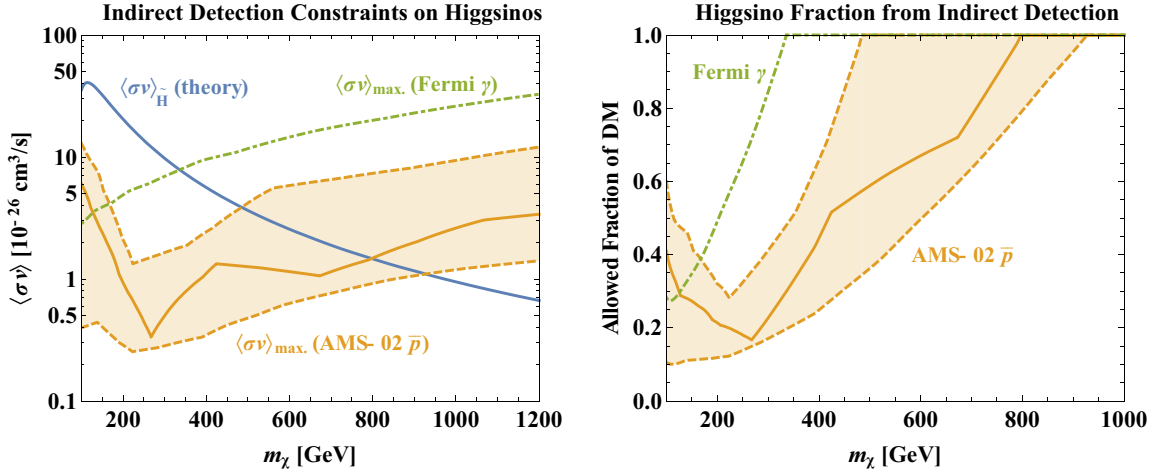 Indirect Detection Constraints on Higgsinos
100
50
10
5
1
0.5
0.1
⟨σv⟩ [10⁻²⁶ cm³/s]
⟨σv⟩H̃ (theory)
⟨σv⟩max. (Fermi γ)
⟨σv⟩max. (AMS-02 p̄)
200 400 600 800 1000 1200
mχ [GeV]
Higgsino Fraction from Indirect Detection
1.0
0.8
0.6
0.4
0.2
0.0
Allowed Fraction of DM
Fermi γ
AMS-02 p̄
200 400 600 800 1000
mχ [GeV]